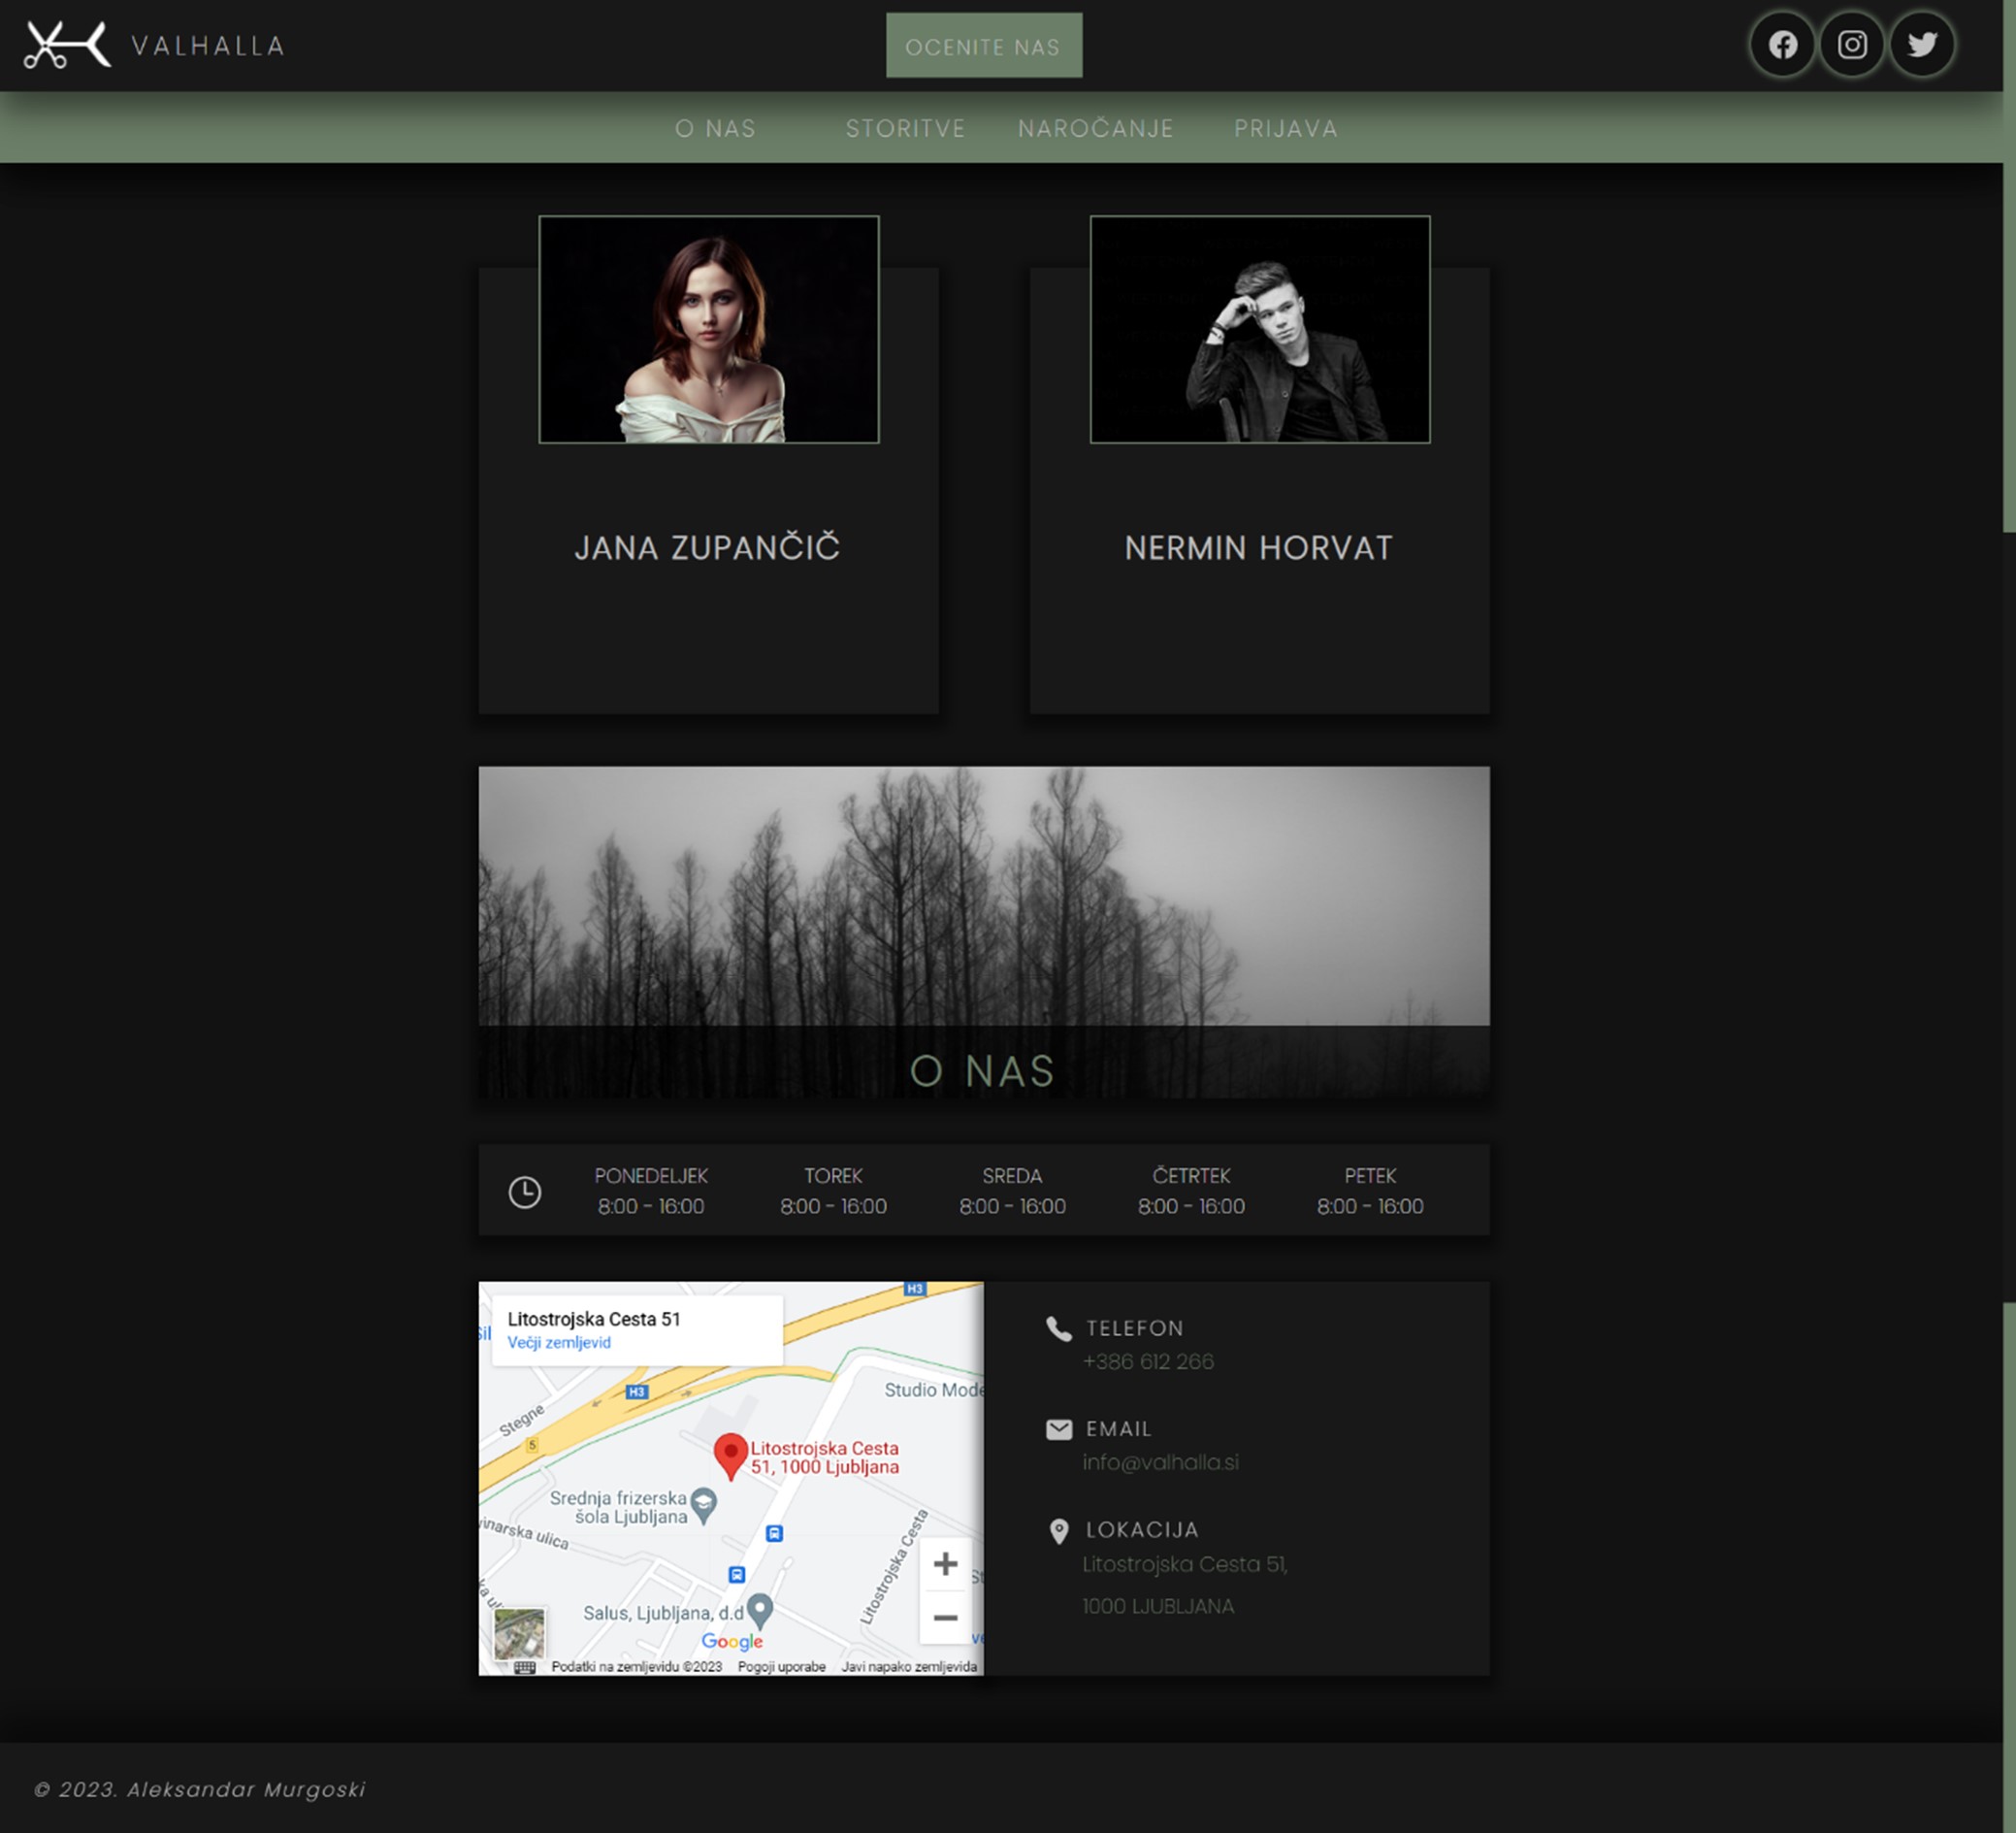 VALHALLA
OCENITE NAS
O NAS
STORITVE
NAROČANJE
PRIJAVA
JANA ZUPANČIČ
NERMIN HORVAT
O NAS
PONEDELJEK
8:00 - 16:00
TOREK
8:00 - 16:00
SREDA
8:00 - 16:00
ČETRTEK
8:00 - 16:00
PETEK
8:00 - 16:00
Litostrojska Cesta 51
Večji zemljevid
H3
H3
Studio Mode
Stegne
5
Litostrojska Cesta
51, 1000 Ljubljana
Srednja frizerska
šola Ljubljana
vinarska ulica
Litostrojska Cesta
Salus, Ljubljana, d.d
Google
Podatki na zemljevidu ©2023
Pogoji uporabe
Javi napako zemljevida
TELEFON
+386 612 266
EMAIL
info@valhalla.si
LOKACIJA
Litostrojska Cesta 51,
1000 LJUBLJANA
© 2023. Aleksandar Murgoski